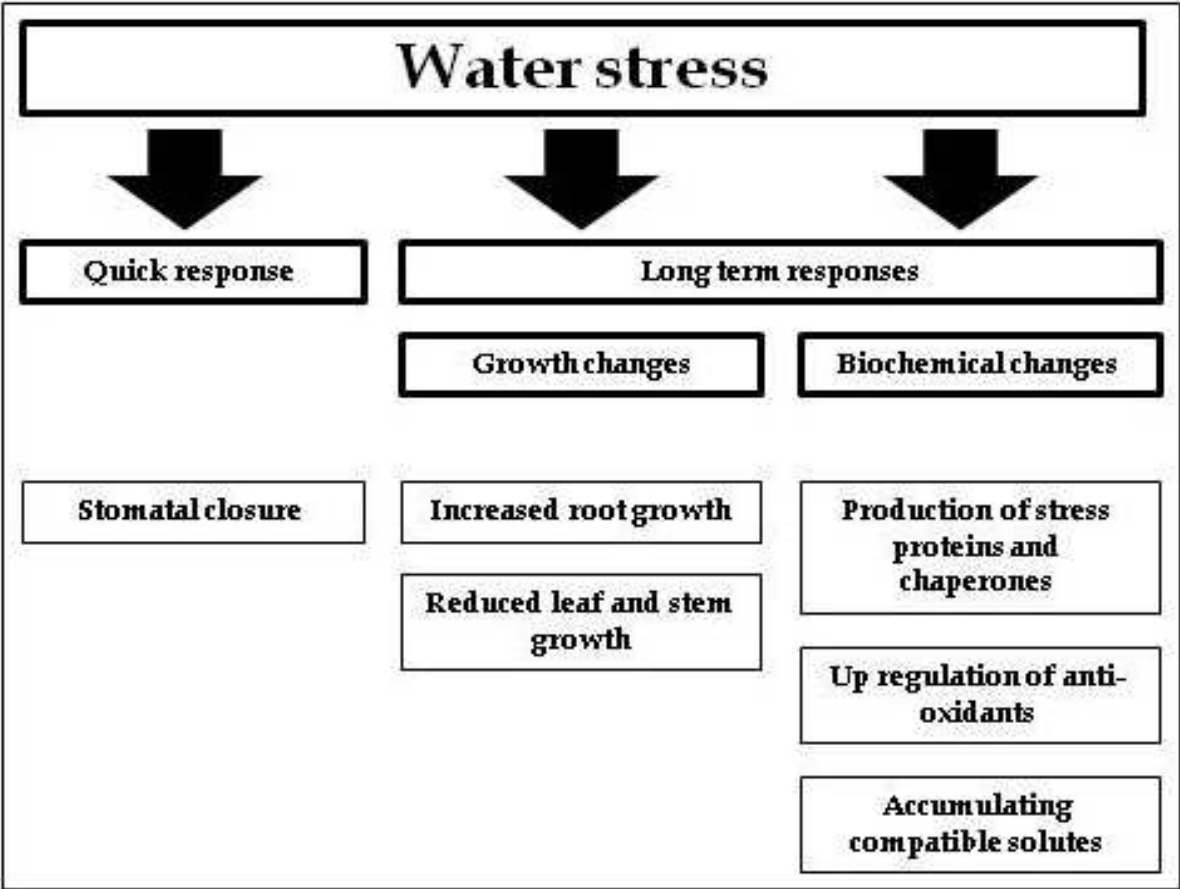 Water stress
Quick response
Long term responses
Growth changes
Biochemical changes
Stomatal closure
Increased root growth
Reduced leaf and stem
growth
Production of stress
proteins and
chaperones
Up regulation of anti-
oxidants
Accumulating
compatible solutes